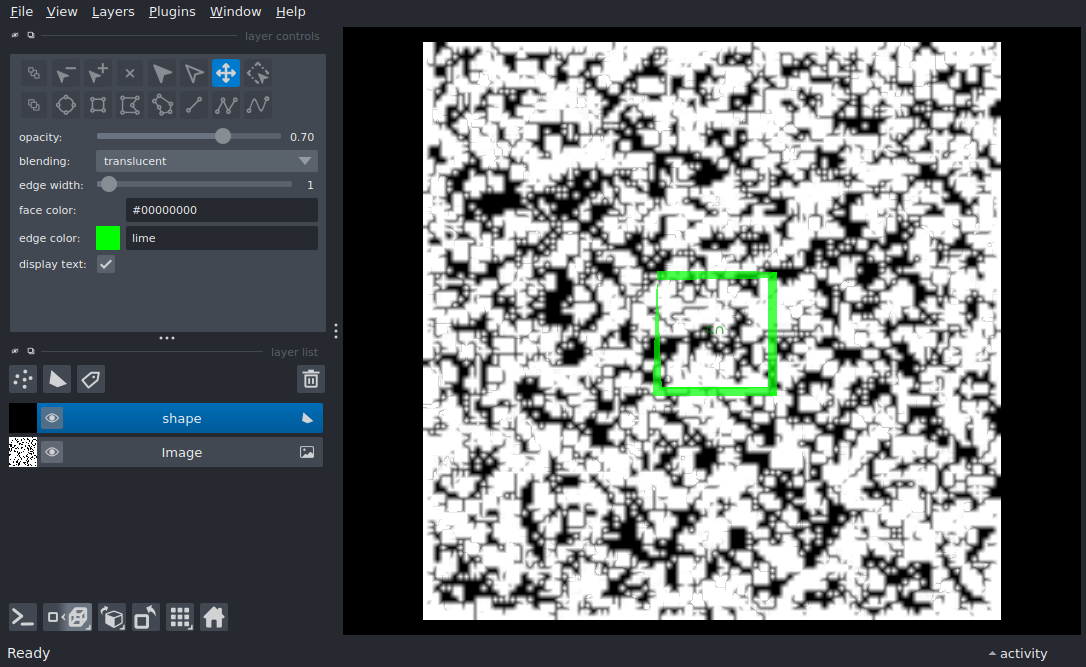 File View Layers Plugins Window Help
layer controls
opacity: 0.70
blending: translucent
edge width: 1
face color: #00000000
edge color: lime
display text:
layer list
shape
Image
Ready
activity